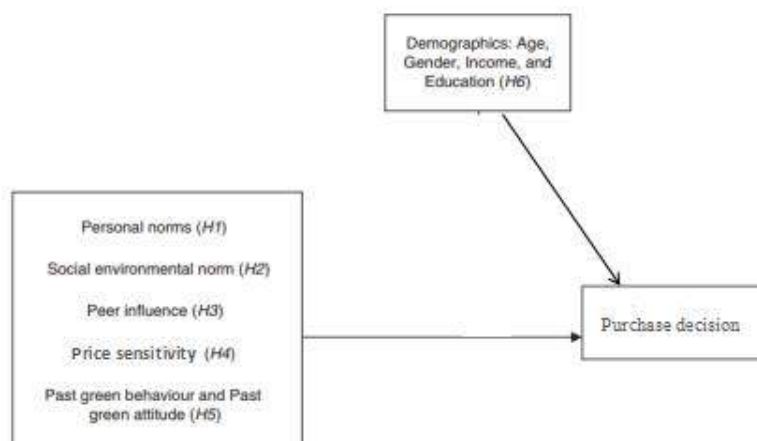 Demographics: Age,
Gender, Income, and
Education (H6)
Personal norms (H1)
Social environmental norm (H2)
Peer influence (H3)
Price sensitivity (H4)
Past green behaviour and Past
green attitude (H5)
Purchase decision